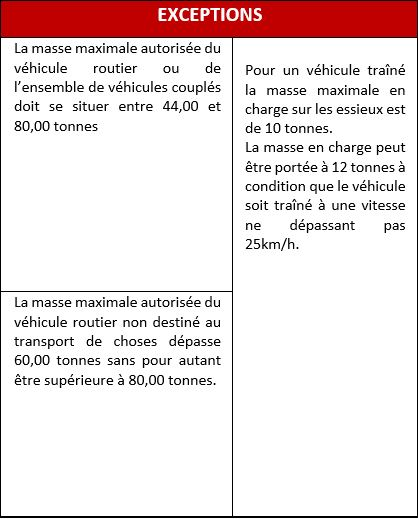 EXCEPTIONS
La masse maximale autorisée du
véhicule routier ou de
l’ensemble de véhicules couplés
doit se situer entre 44,00 et
80,00 tonnes
Pour un véhicule traîné
la masse maximale en
charge sur les essieux est
de 10 tonnes.
La masse en charge peut
être portée à 12 tonnes à
condition que le véhicule
soit traîné à une vitesse
ne dépassant pas
25km/h.
La masse maximale autorisée du
véhicule routier non destiné au
transport de choses dépasse
60,00 tonnes sans pour autant
être supérieure à 80,00 tonnes.